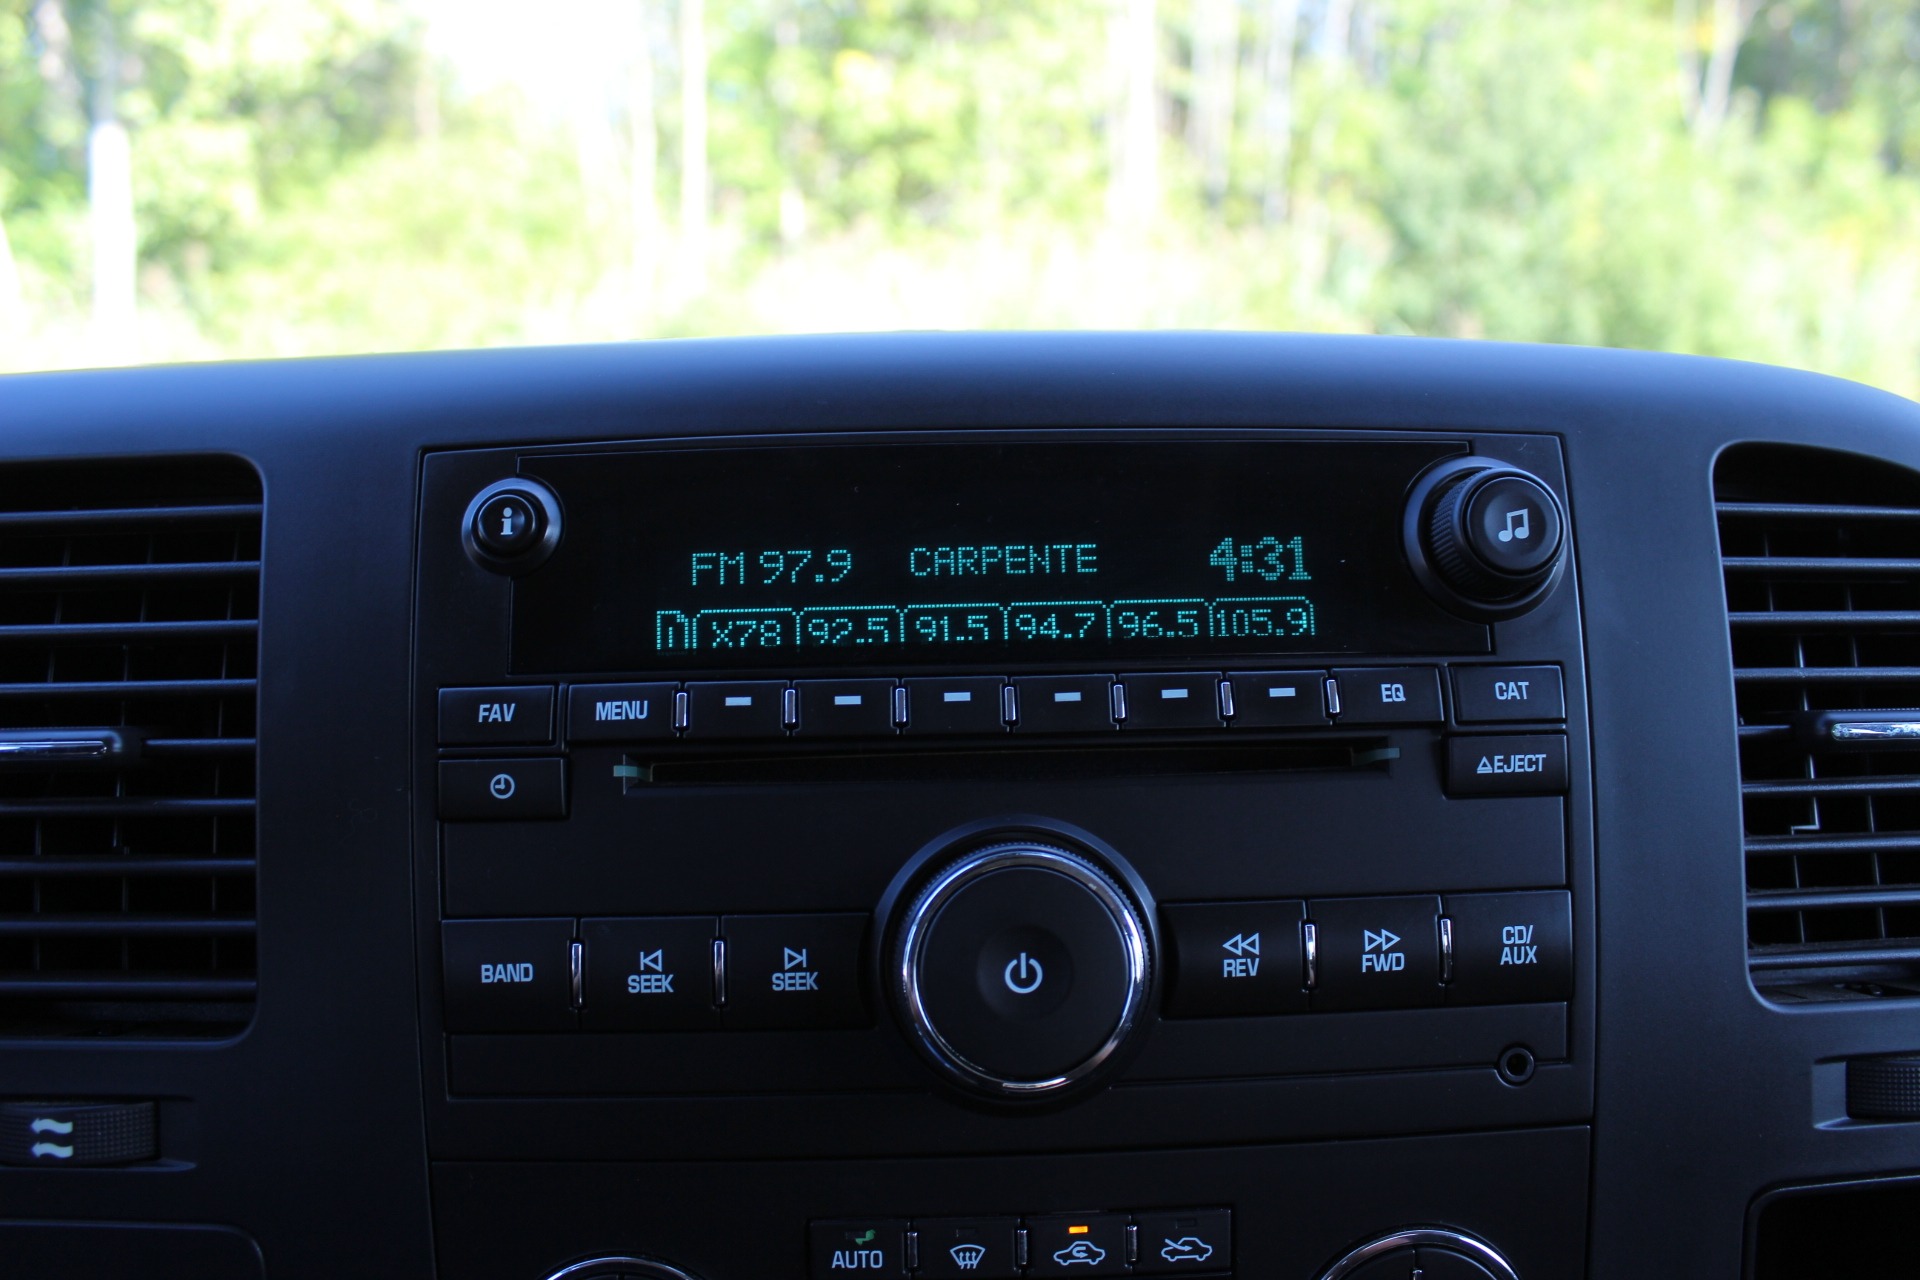 i
FM 97.9 CARPENTE 4:31
X78 92.5 91.5 94.7 96.5 105.9
FAV MENU EQ CAT
EJECT
BAND SEEK SEEK REV FWD CD/
AUX
AUTO